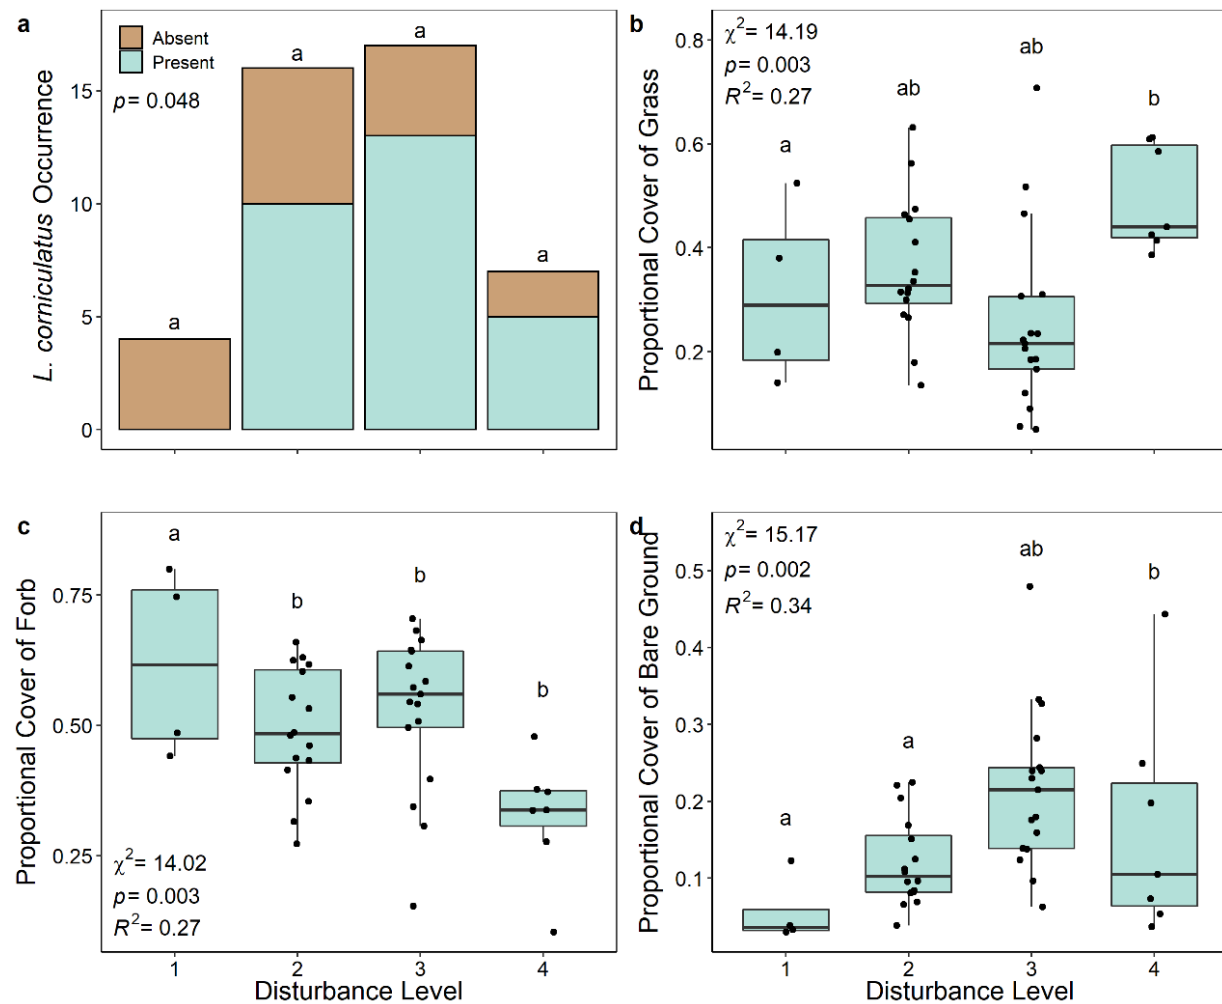 a
Absent
Present
p= 0.048
a
a
a
a
L. corniculatus Occurrence
15
10
5
0
1
2
3
4
b
χ²= 14.19
p= 0.003
R²= 0.27
a
ab
ab
b
Proportional Cover of Grass
0.8
0.6
0.4
0.2
c
a
b
b
b
χ²= 14.02
p= 0.003
R²= 0.27
Proportional Cover of Forb
0.75
0.50
0.25
1
2
3
4
Disturbance Level
d
χ²= 15.17
p= 0.002
R²= 0.34
a
a
ab
b
Proportional Cover of Bare Ground
0.5
0.4
0.3
0.2
0.1
1
2
3
4
Disturbance Level